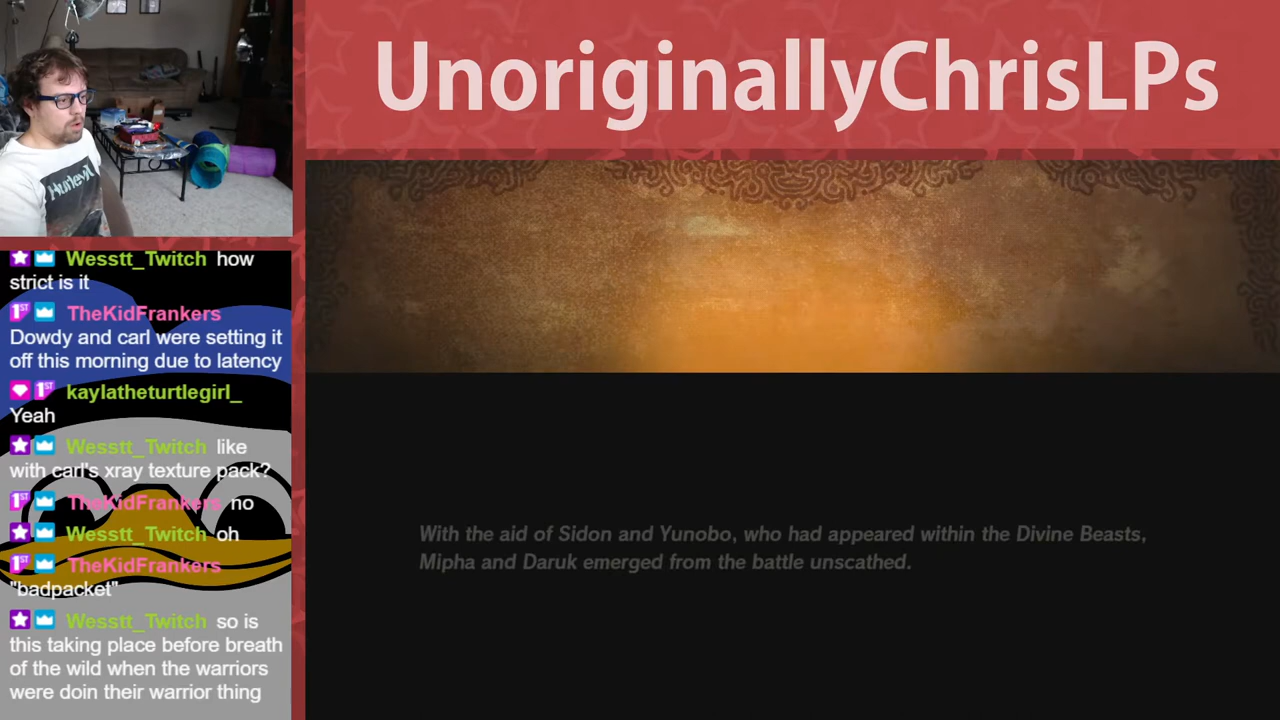 UnoriginallyChrisLPs
Hurley
Wesstt_Twitch how
strict is it
TheKidFrankers
Dowdy and carl were setting it
off this morning due to latency
kaylatheturtlegirl_
Yeah
Wesstt_Twitch like
with carl's xray texture pack?
TheKidFrankers no
Wesstt_Twitch oh
TheKidFrankers
"badpacket"
Wesstt_Twitch so is
this taking place before breath
of the wild when the warriors
were doin their warrior thing
With the aid of Sidon and Yunobo, who had appeared within the Divine Beasts,
Mipha and Daruk emerged from the battle unscathed.